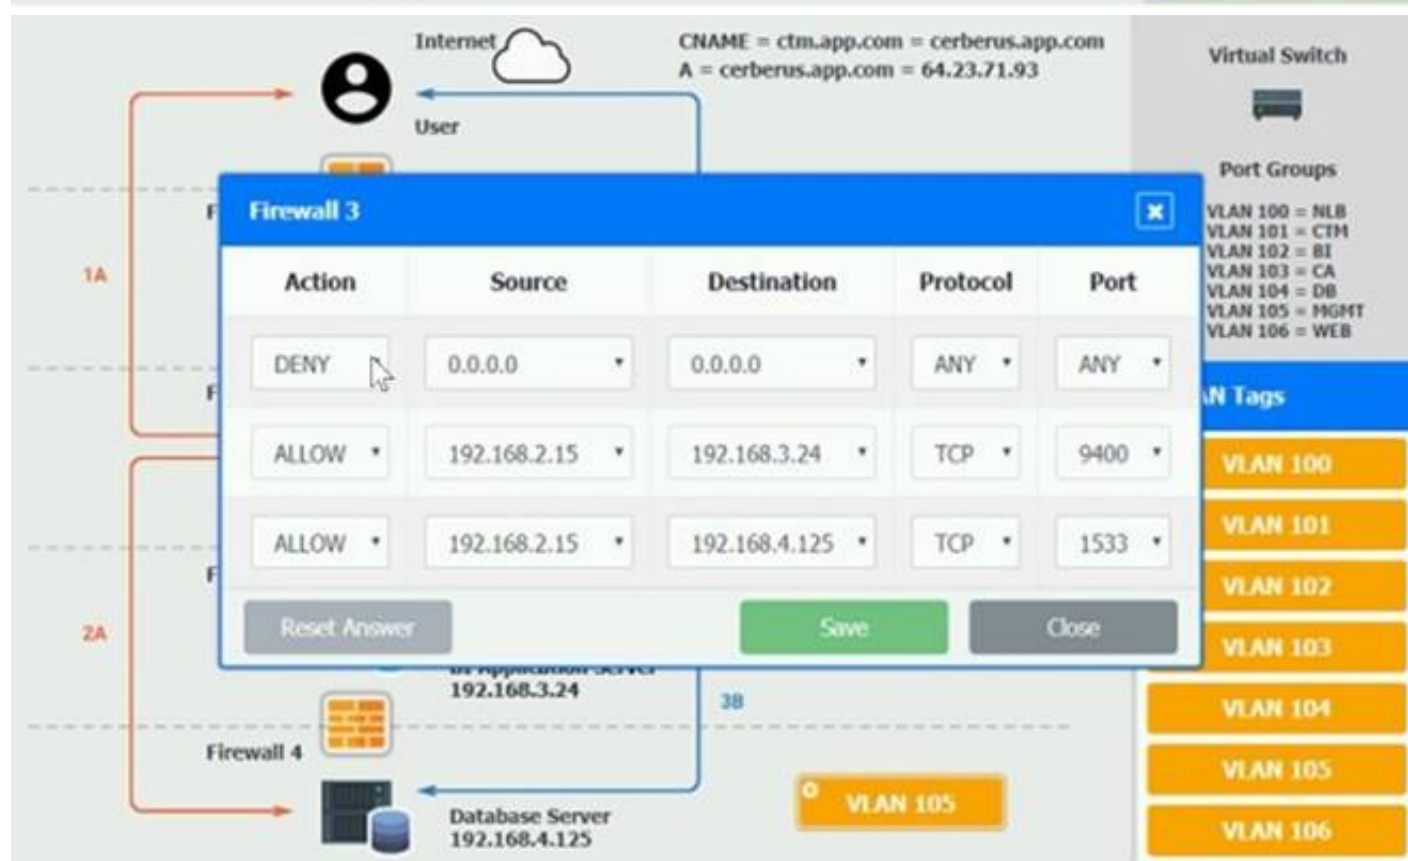 Internet
CNAME = ctm.app.com = cerberus.app.com
A = cerberus.app.com = 64.23.71.93
User
Virtual Switch
Port Groups
VLAN 100 = NLB
VLAN 101 = CTM
VLAN 102 = BI
VLAN 103 = CA
VLAN 104 = DB
VLAN 105 = MGMT
VLAN 106 = WEB
1A
F
F
F
Firewall 3
Action Source Destination Protocol Port
DENY 0.0.0.0 0.0.0.0 ANY ANY
ALLOW 192.168.2.15 192.168.3.24 TCP 9400
ALLOW 192.168.2.15 192.168.4.125 TCP 1533
Reset Answer Save Close
Tags
VLAN 100
VLAN 101
VLAN 102
VLAN 103
VLAN 104
VLAN 105
VLAN 106
2A
BI Application Server
192.168.3.24
3B
Firewall 4
Database Server
192.168.4.125
VLAN 105